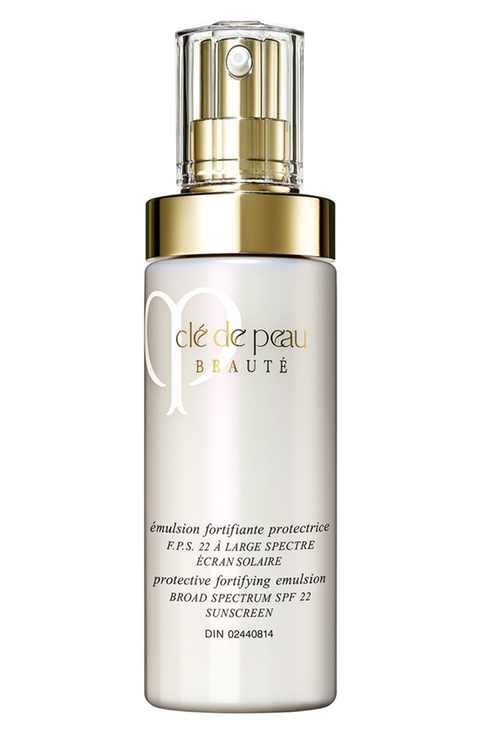 clé de peau
BEAUTÉ
émulsion fortifiante protectrice
F.P.S. 22 À LARGE SPECTRE
ÉCRAN SOLAIRE
protective fortifying emulsion
BROAD SPECTRUM SPF 22
SUNSCREEN
DIN 02440814